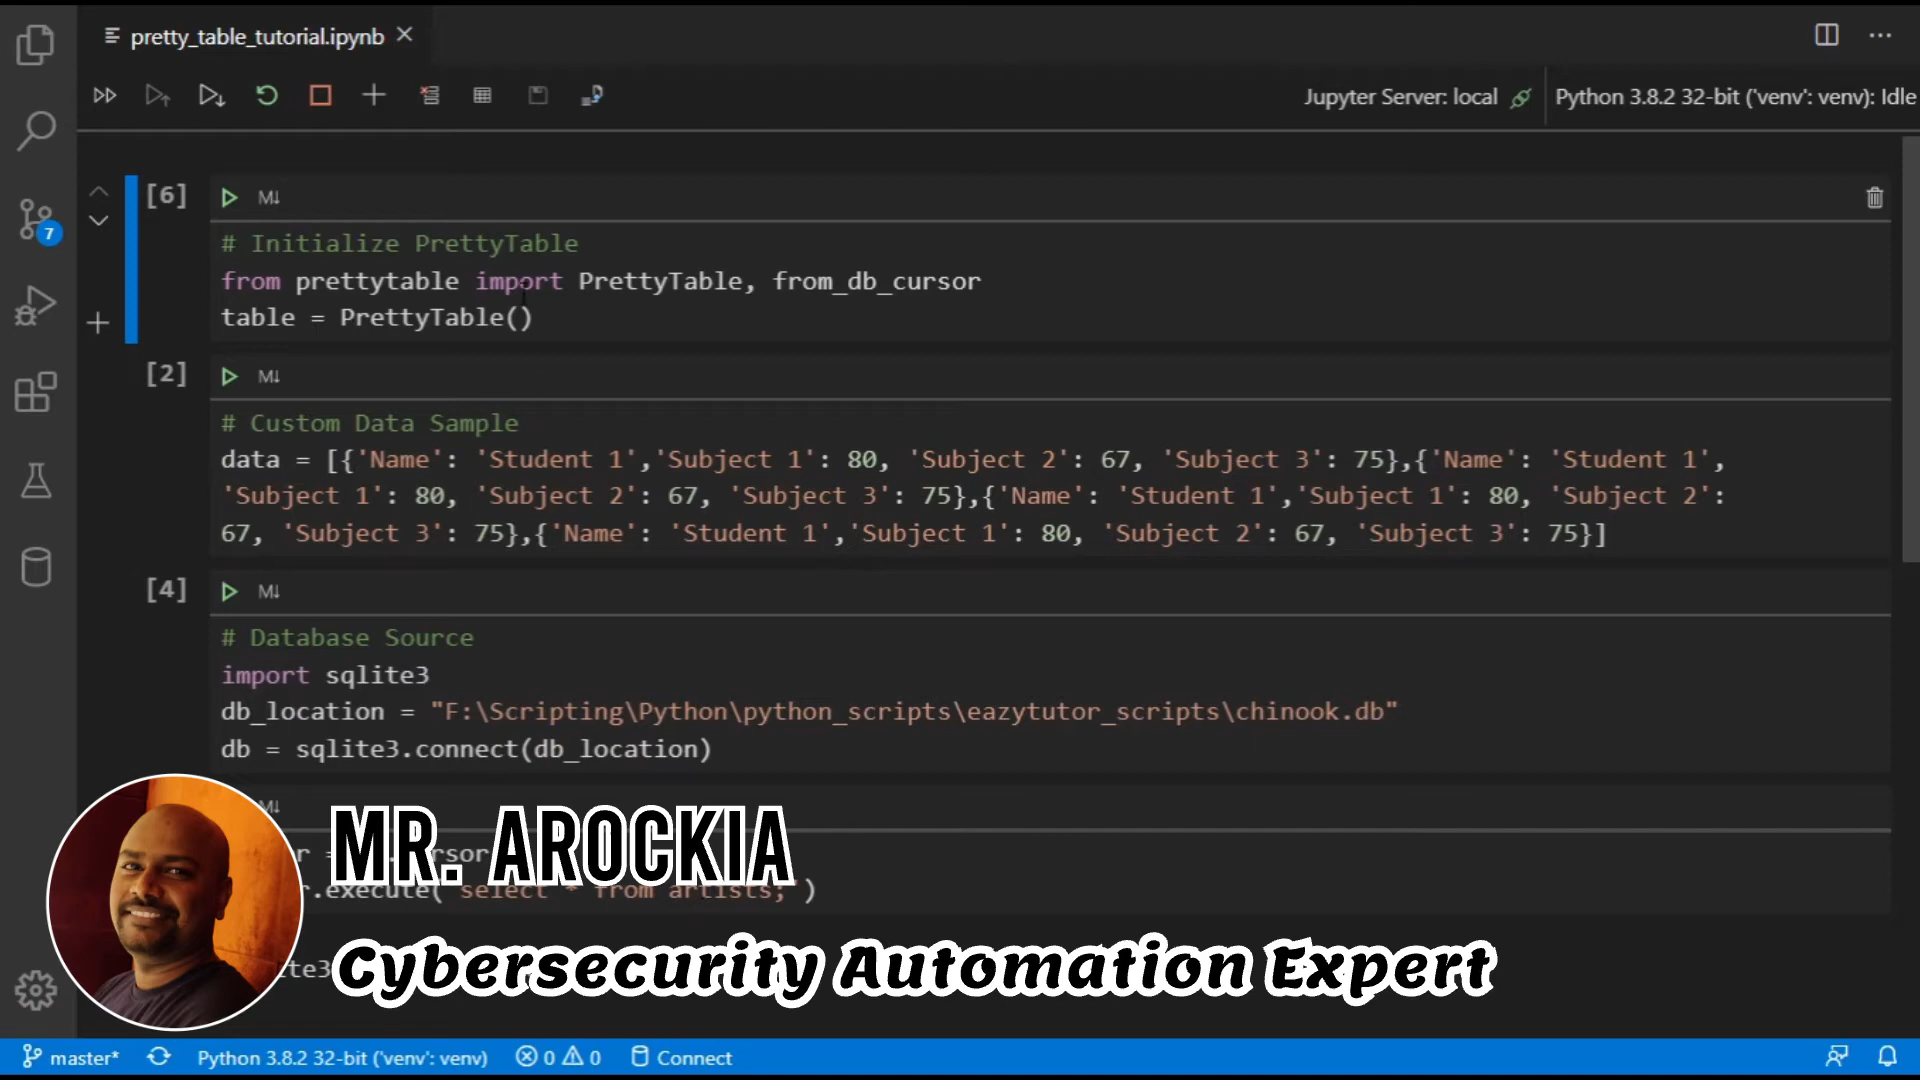 pretty_table_tutorial.ipynb
Jupyter Server: local
Python 3.8.2 32-bit ('venv': venv): Idle
7
[6]
M↓
# Initialize PrettyTable
from prettytable import PrettyTable, from_db_cursor
table = PrettyTable()
[2]
M↓
# Custom Data Sample
data = [{'Name': 'Student 1','Subject 1': 80, 'Subject 2': 67, 'Subject 3': 75},{'Name': 'Student 1',
'Subject 1': 80, 'Subject 2': 67, 'Subject 3': 75},{'Name': 'Student 1','Subject 1': 80, 'Subject 2':
67, 'Subject 3': 75},{'Name': 'Student 1','Subject 1': 80, 'Subject 2': 67, 'Subject 3': 75}]
[4]
M↓
# Database Source
import sqlite3
db_location = "F:\Scripting\Python\python_scripts\eazytutor_scripts\chinook.db"
db = sqlite3.connect(db_location)
M↓
MR. AROCKIA
r.execute('select * from artists;')
Cybersecurity Automation Expert
master*
Python 3.8.2 32-bit ('venv': venv)
0
0
Connect